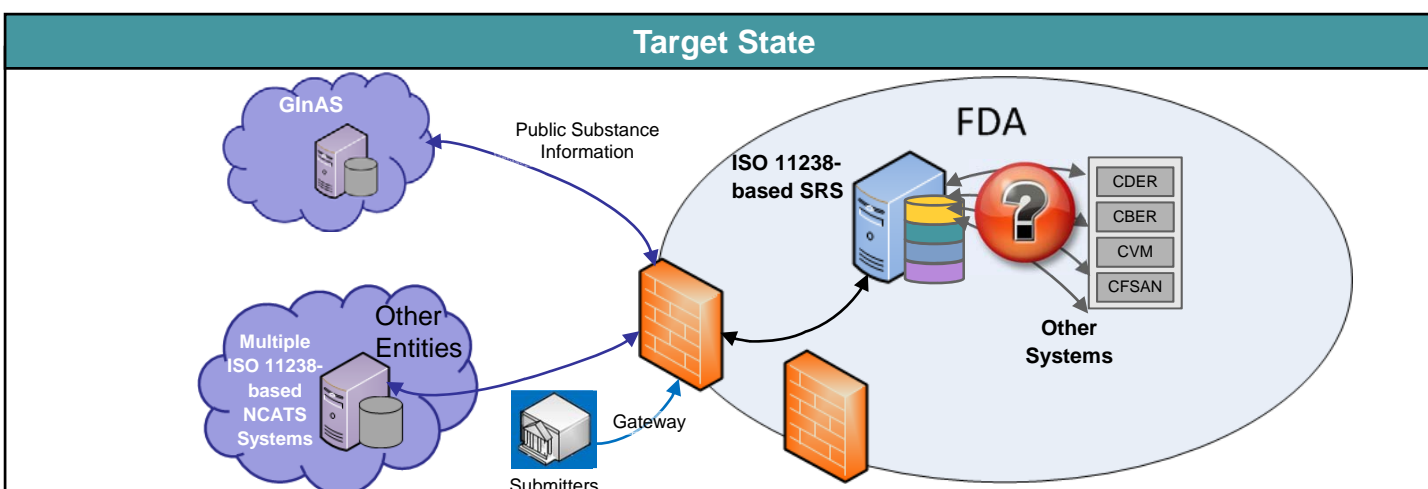 Target State
GInAS
Public Substance
Information
FDA
ISO 11238-
based SRS
?
CDER
CBER
CVM
CFSAN
Other
Systems
Other
Entities
Multiple
ISO 11238-
based
NCATS
Systems
Gateway
Submitters